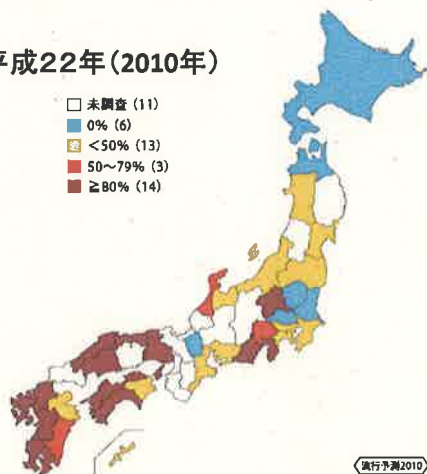 平成22年(2010年)
未調査 (11)
0% (6)
<50% (13)
50～79% (3)
≧80% (14)
流行予測2010